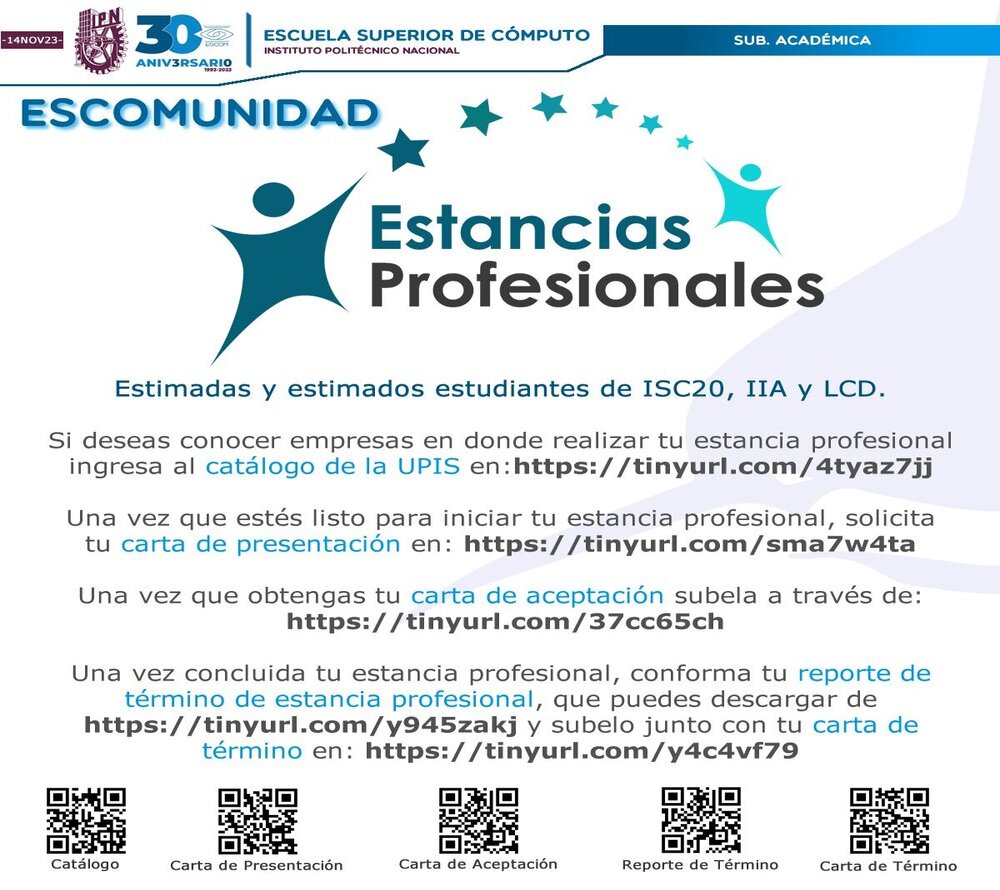 -14NOV23-
IPN
30
ESCOM
ANIV3RSARIO
1993-2023
ESCUELA SUPERIOR DE CÓMPUTO
INSTITUTO POLITÉCNICO NACIONAL
SUB. ACADÉMICA
ESCOMUNIDAD
Estancias
Profesionales
Estimadas y estimados estudiantes de ISC20, IIA y LCD.
Si deseas conocer empresas en donde realizar tu estancia profesional
ingresa al catálogo de la UPIS en:https://tinyurl.com/4tyaz7jj
Una vez que estés listo para iniciar tu estancia profesional, solicita
tu carta de presentación en: https://tinyurl.com/sma7w4ta
Una vez que obtengas tu carta de aceptación subela a través de:
https://tinyurl.com/37cc65ch
Una vez concluida tu estancia profesional, conforma tu reporte de
término de estancia profesional, que puedes descargar de
https://tinyurl.com/y945zakj y subelo junto con tu carta de
término en: https://tinyurl.com/y4c4vf79
Catálogo
Carta de Presentación
Carta de Aceptación
Reporte de Término
Carta de Término